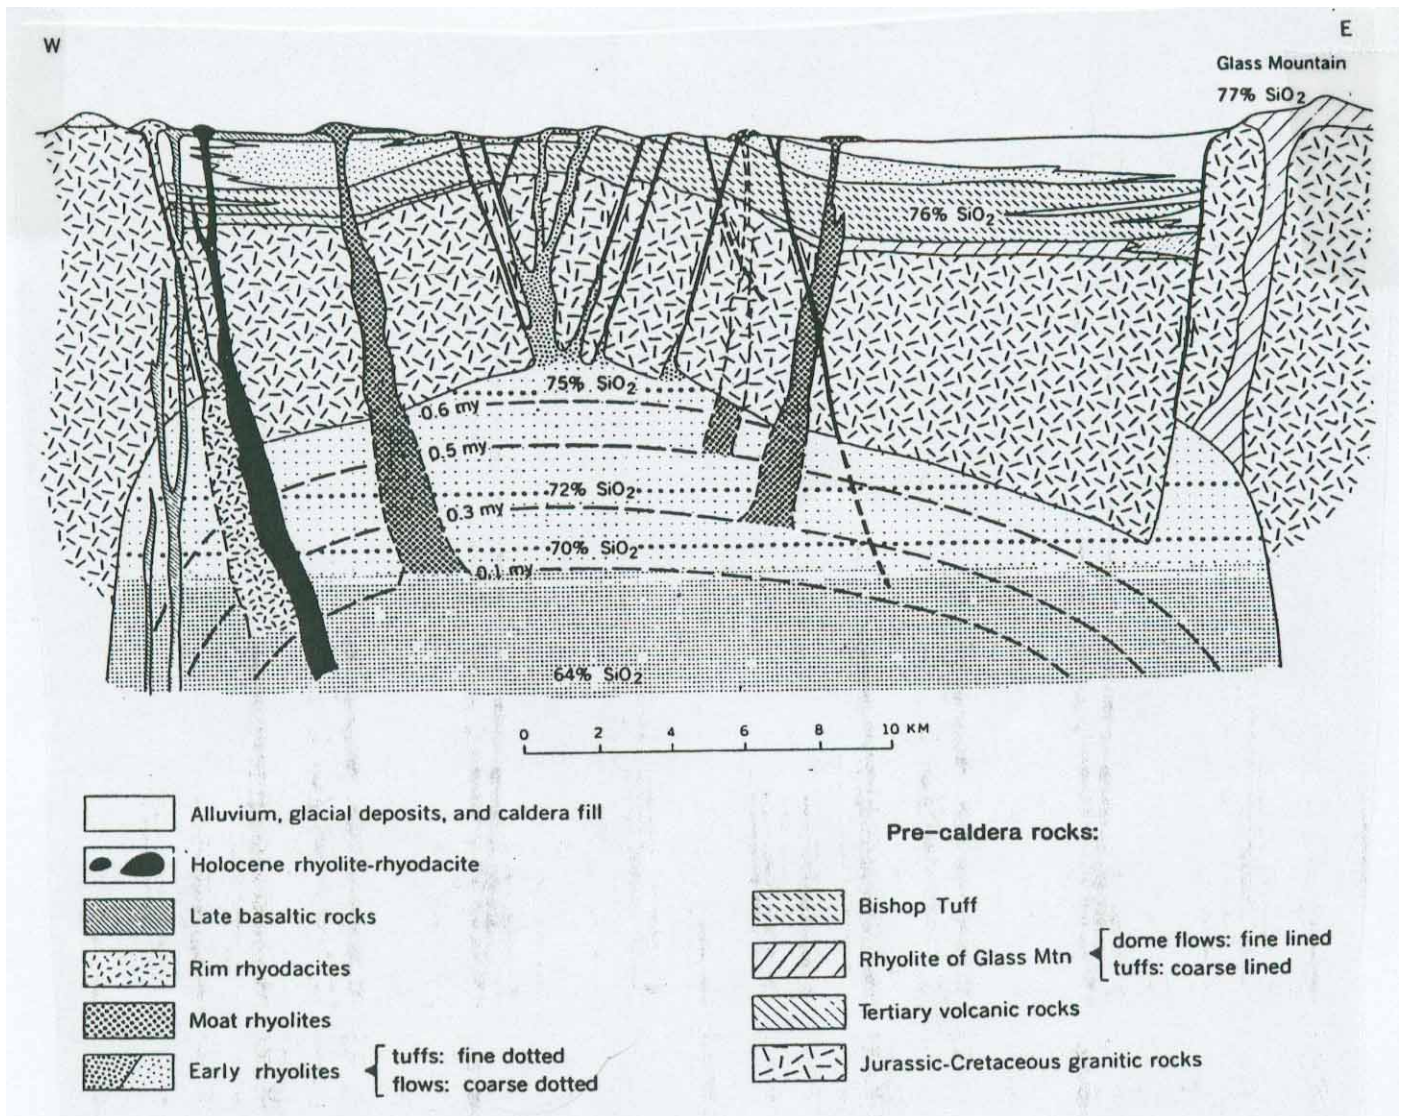 W
E
Glass Mountain
77% SiO2
76% SiO2
75% SiO2
0.6 my
0.5 my
72% SiO2
0.3 my
70% SiO2
0.1 my
64% SiO2
0 2 4 6 8 10 KM
Alluvium, glacial deposits, and caldera fill
Holocene rhyolite-rhyodacite
Late basaltic rocks
Rim rhyodacites
Moat rhyolites
Early rhyolites
tuffs: fine dotted
flows: coarse dotted
Pre-caldera rocks:
Bishop Tuff
Rhyolite of Glass Mtn
dome flows: fine lined
tuffs: coarse lined
Tertiary volcanic rocks
Jurassic-Cretaceous granitic rocks